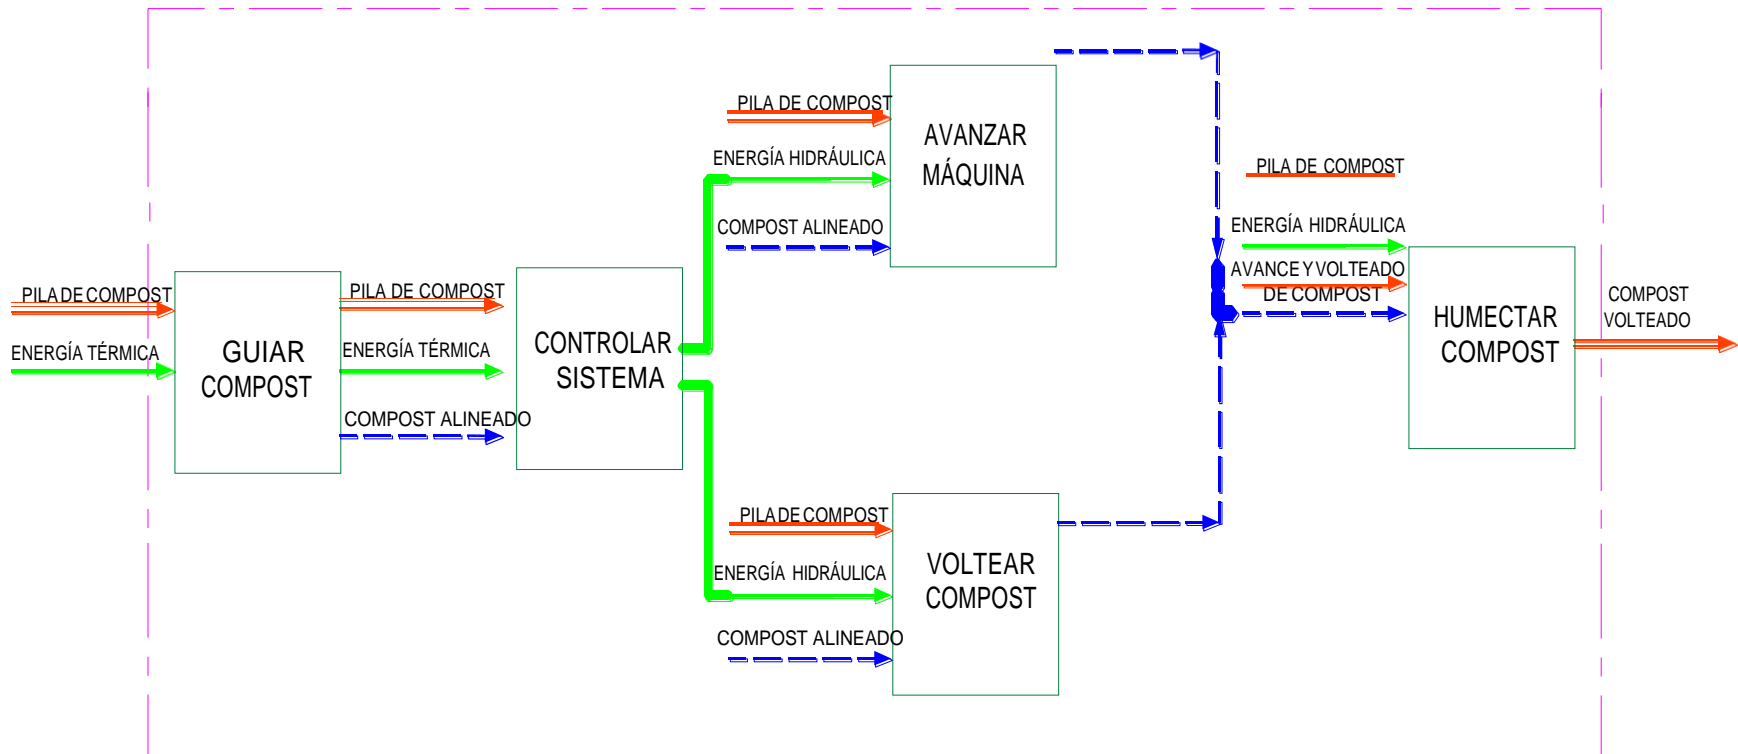 PILA DE COMPOST
ENERGÍA TÉRMICA
GUIAR
COMPOST
PILA DE COMPOST
ENERGÍA TÉRMICA
COMPOST ALINEADO
CONTROLAR
SISTEMA
PILA DE COMPOST
ENERGÍA HIDRÁULICA
COMPOST ALINEADO
AVANZAR
MÁQUINA
PILA DE COMPOST
ENERGÍA HIDRÁULICA
COMPOST ALINEADO
VOLTEAR
COMPOST
PILA DE COMPOST
ENERGÍA HIDRÁULICA
AVANCE Y VOLTEADO
DE COMPOST
HUMECTAR
COMPOST
COMPOST
VOLTEADO